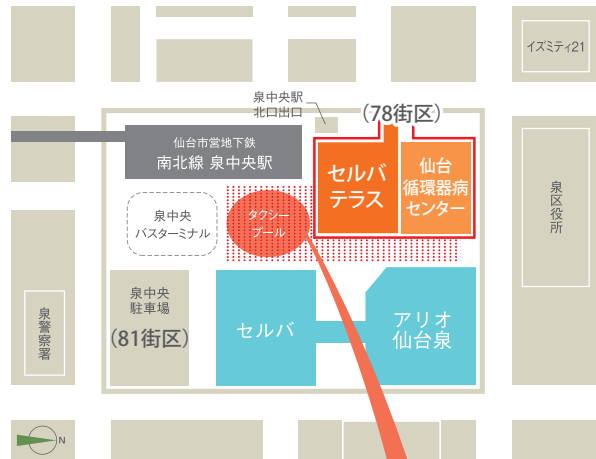 イズミティ21
泉中央駅
北口出口
(78街区)
仙台市営地下鉄
南北線 泉中央駅
セルバ
テラス
仙台
循環器病
センター
泉区役所
泉中央
バスターミナル
タクシー
プール
泉中央
駐車場
(81街区)
セルバ
アリオ
仙台泉
泉警察署
N